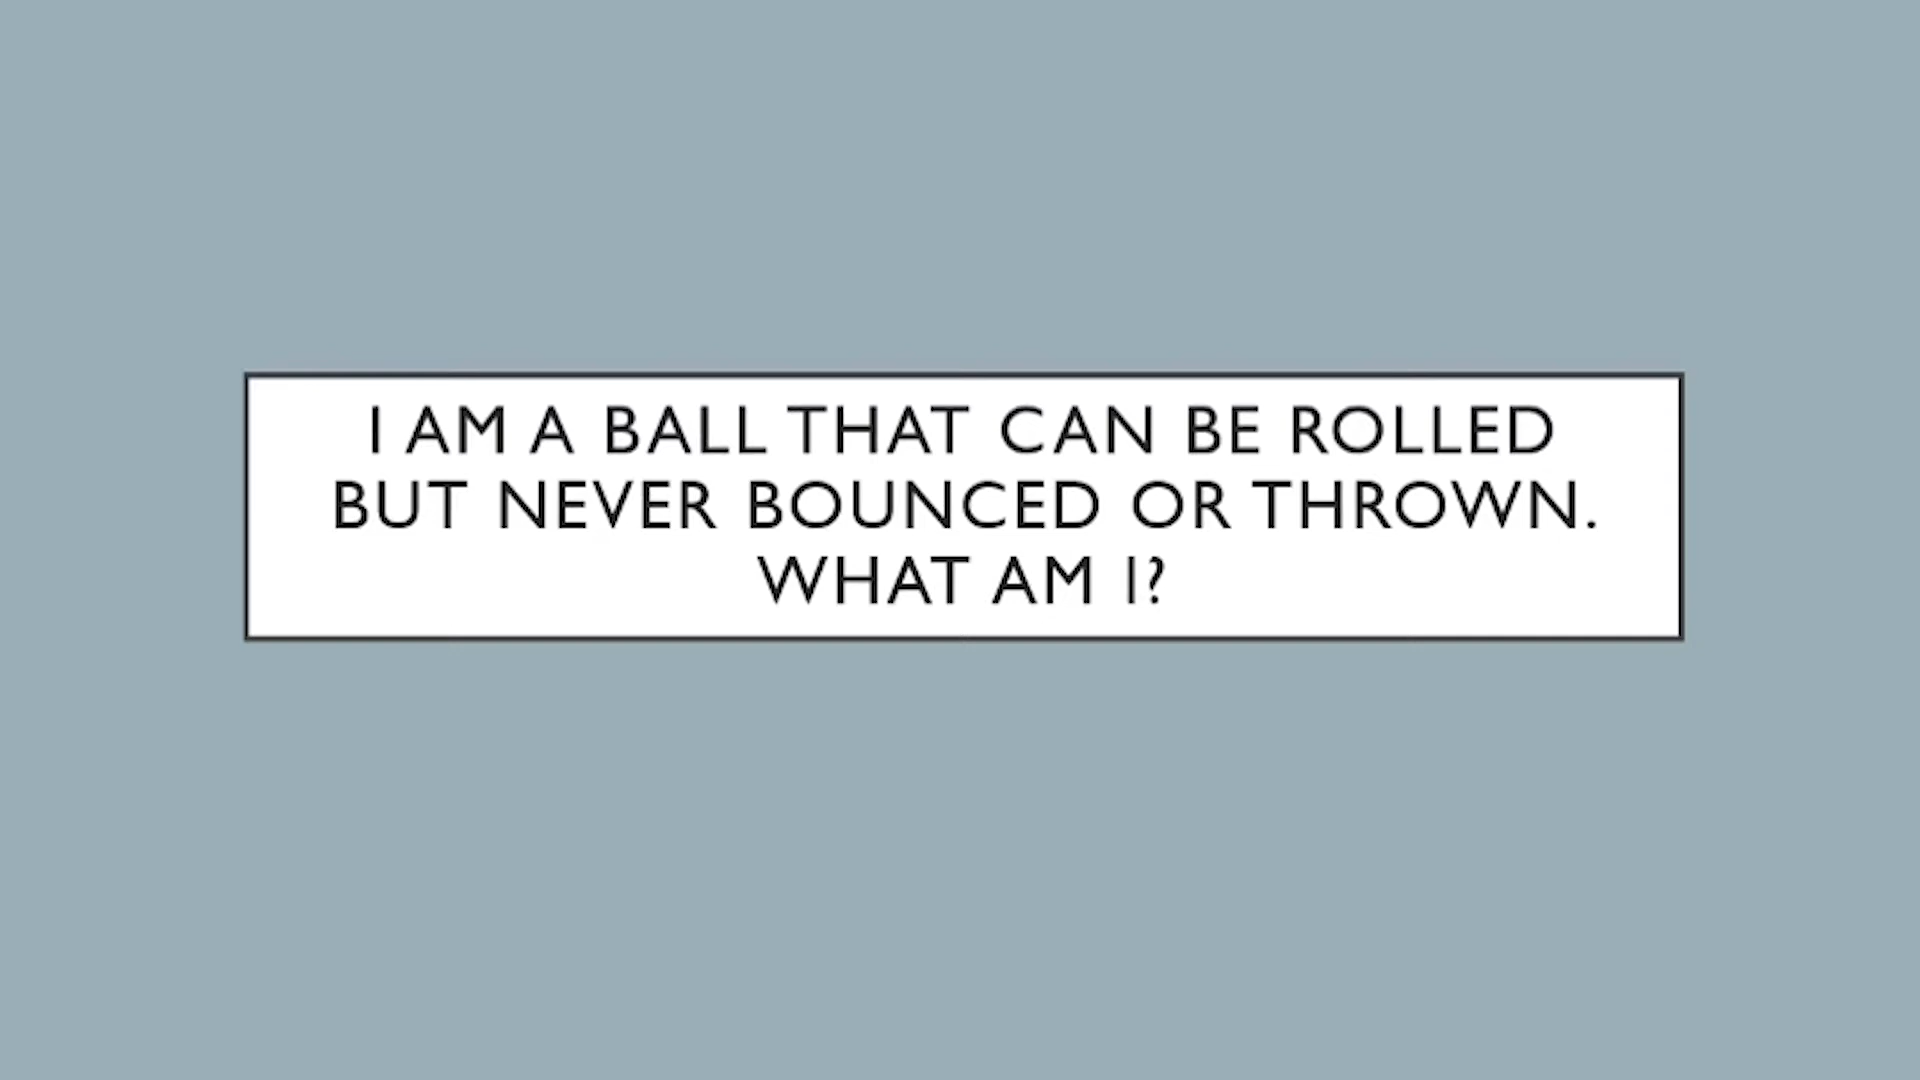 I AM A BALL THAT CAN BE ROLLED
BUT NEVER BOUNCED OR THROWN.
WHAT AM I?